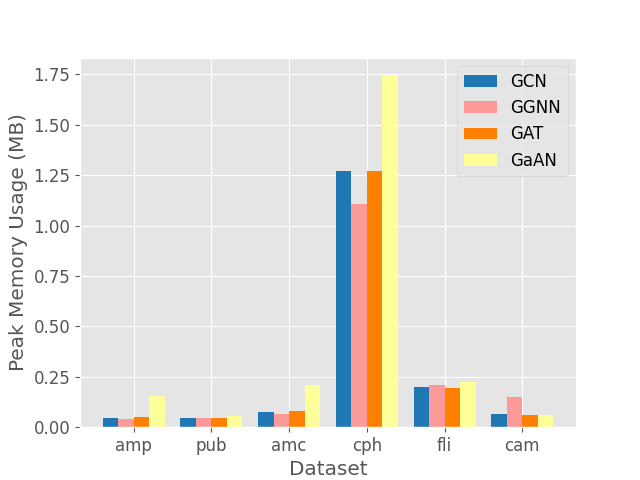 1.75
1.50
1.25
1.00
0.75
0.50
0.25
0.00
Peak Memory Usage (MB)
GCN
GGNN
GAT
GaAN
amp pub amc cph fli cam
Dataset